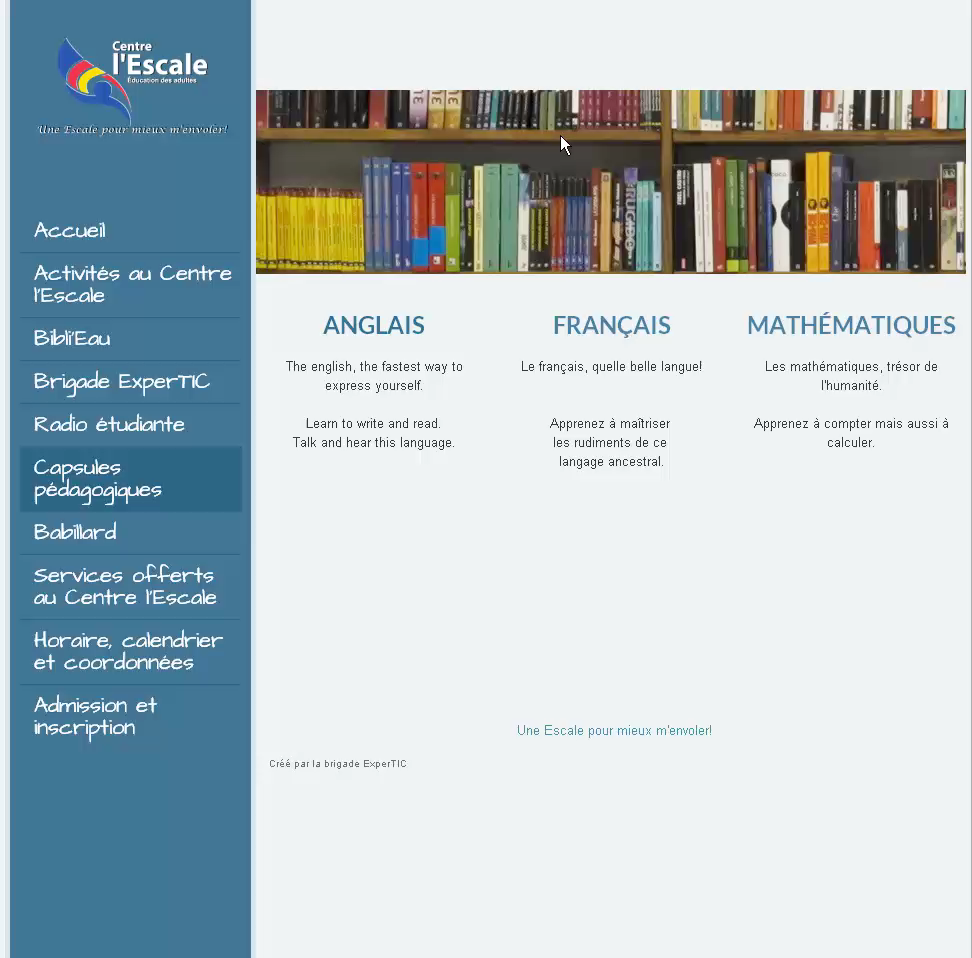 Centre
l'Escale
Éducation des adultes
Une Escale pour mieux m'envoler!
Accueil
Activités au Centre
l'Escale
Bibli'Eau
Brigade ExperTIC
Radio étudiante
Capsules
pédagogiques
Babillard
Services offerts
au Centre l'Escale
Horaire, calendrier
et coordonnées
Admission et
inscription
ANGLAIS
The english, the fastest way to
express yourself.
Learn to write and read.
Talk and hear this language.
FRANÇAIS
Le français, quelle belle langue!
Apprenez à maîtriser
les rudiments de ce
langage ancestral.
MATHÉMATIQUES
Les mathématiques, trésor de
l'humanité.
Apprenez à compter mais aussi à
calculer.
Une Escale pour mieux m'envoler!
Créé par la brigade ExperTIC